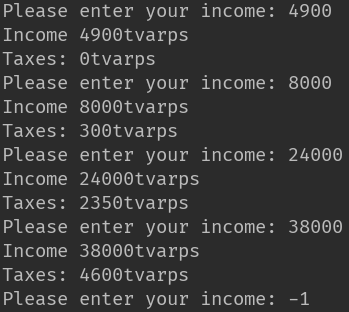 Please enter your income: 4900
Income 4900tvarps
Taxes: 0tvarps
Please enter your income: 8000
Income 8000tvarps
Taxes: 300tvarps
Please enter your income: 24000
Income 24000tvarps
Taxes: 2350tvarps
Please enter your income: 38000
Income 38000tvarps
Taxes: 4600tvarps
Please enter your income: -1